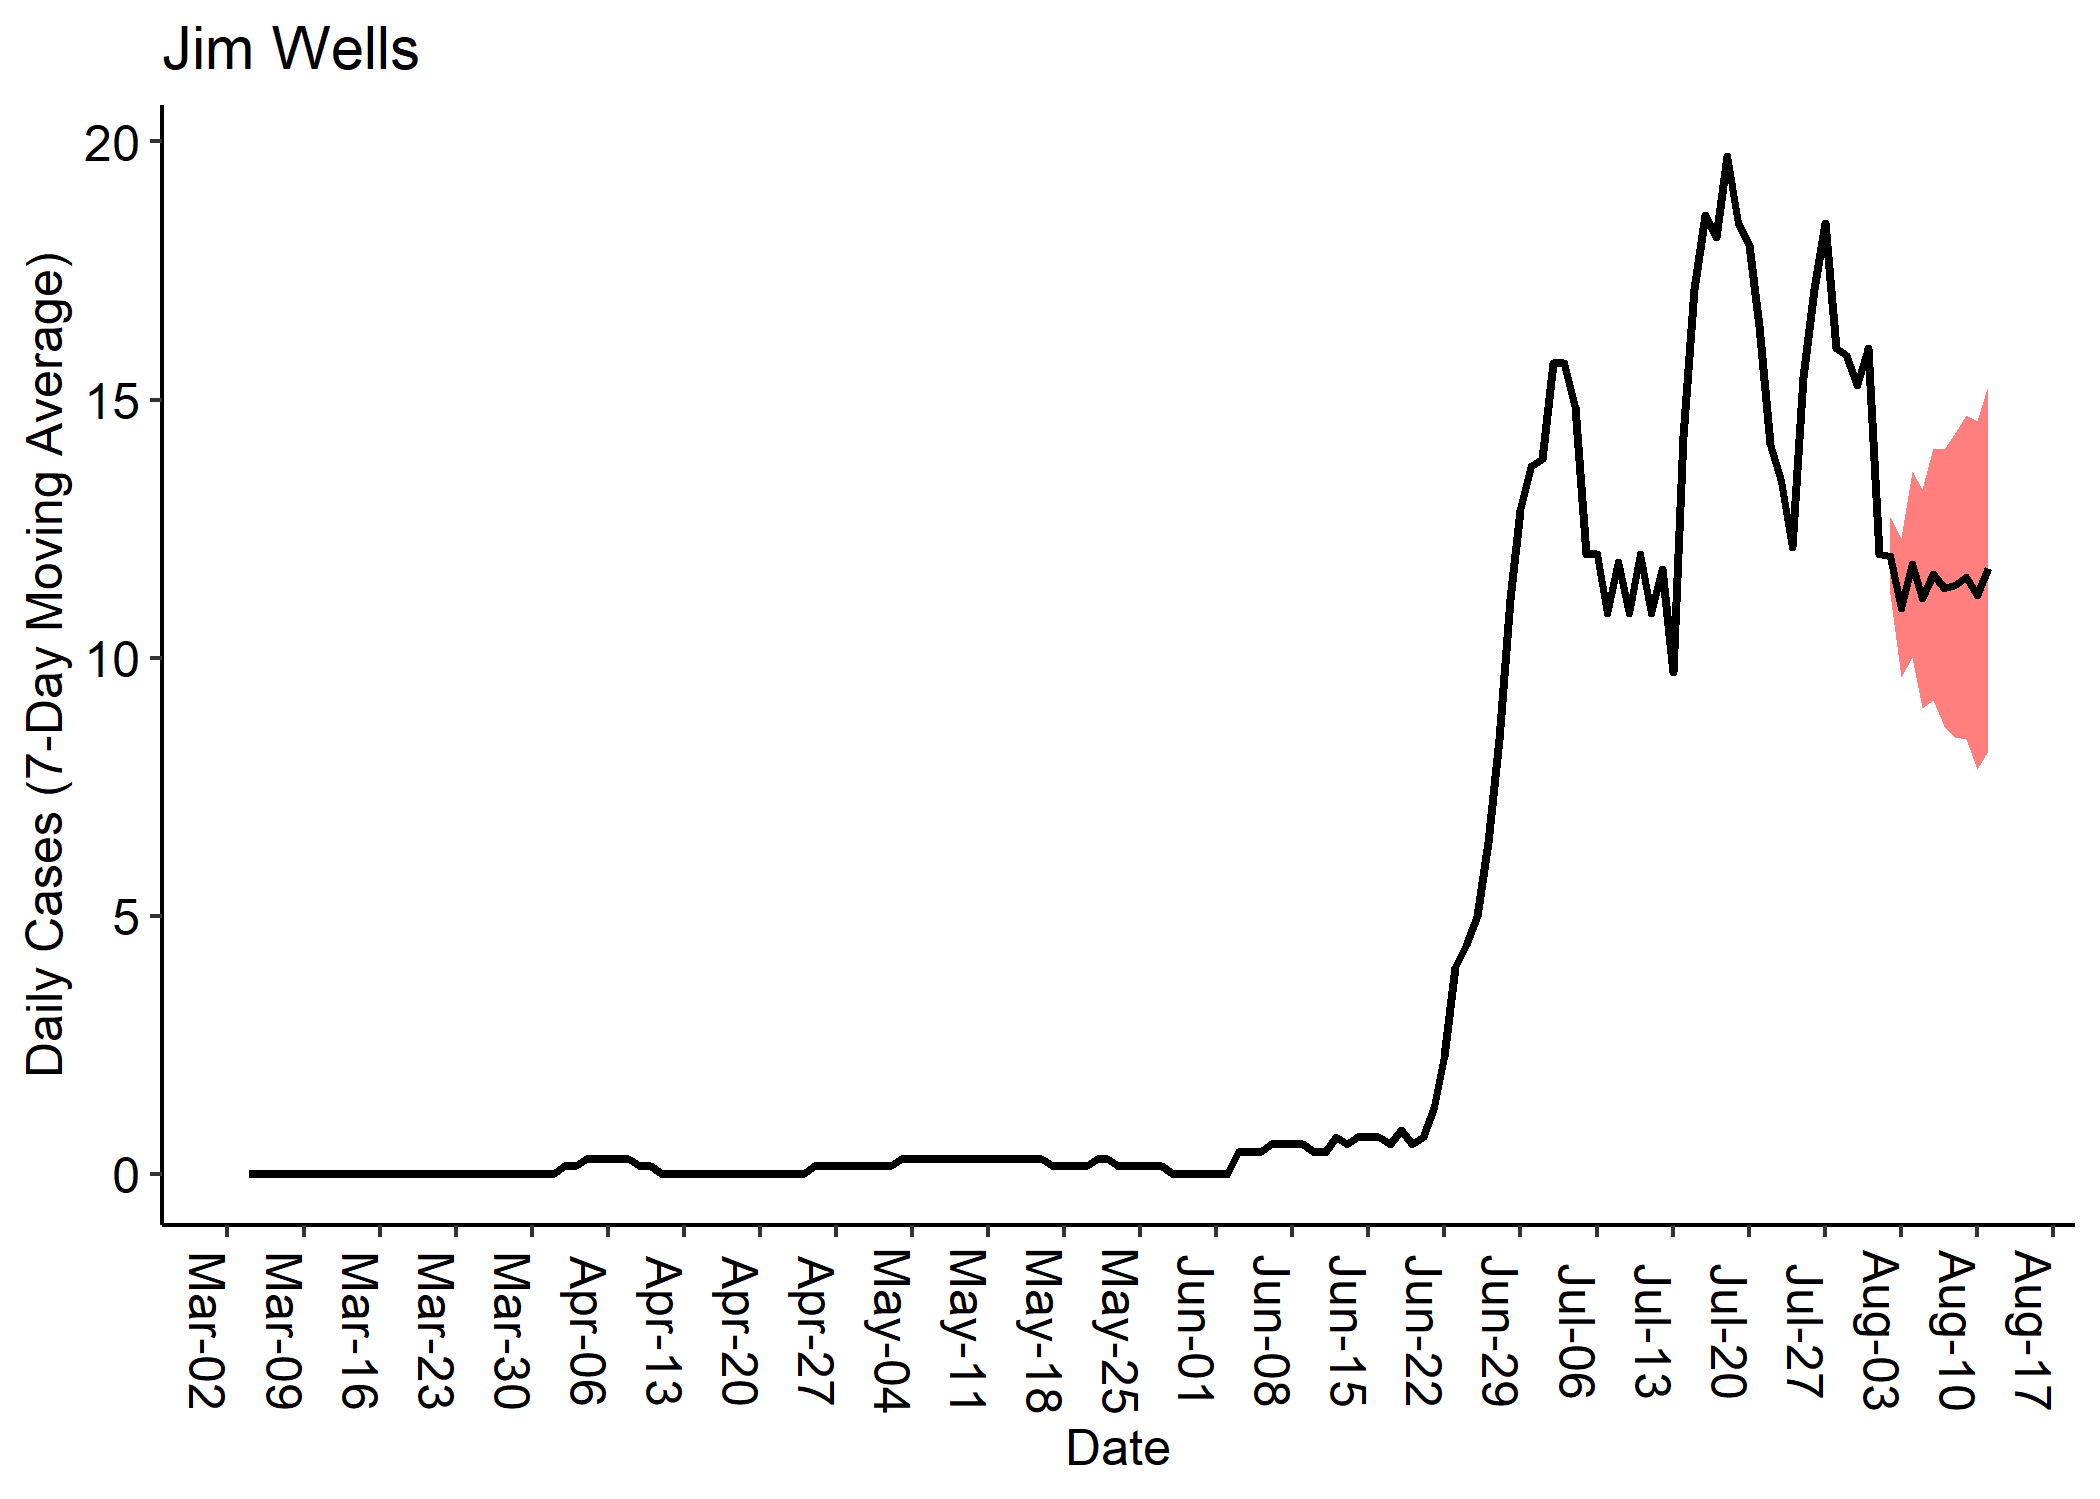 Jim Wells
Daily Cases (7-Day Moving Average)
20
15
10
5
0
Mar-02
Mar-09
Mar-16
Mar-23
Mar-30
Apr-06
Apr-13
Apr-20
Apr-27
May-04
May-11
May-18
May-25
Jun-01
Jun-08
Jun-15
Jun-22
Jun-29
Jul-06
Jul-13
Jul-20
Jul-27
Aug-03
Aug-10
Aug-17
Date